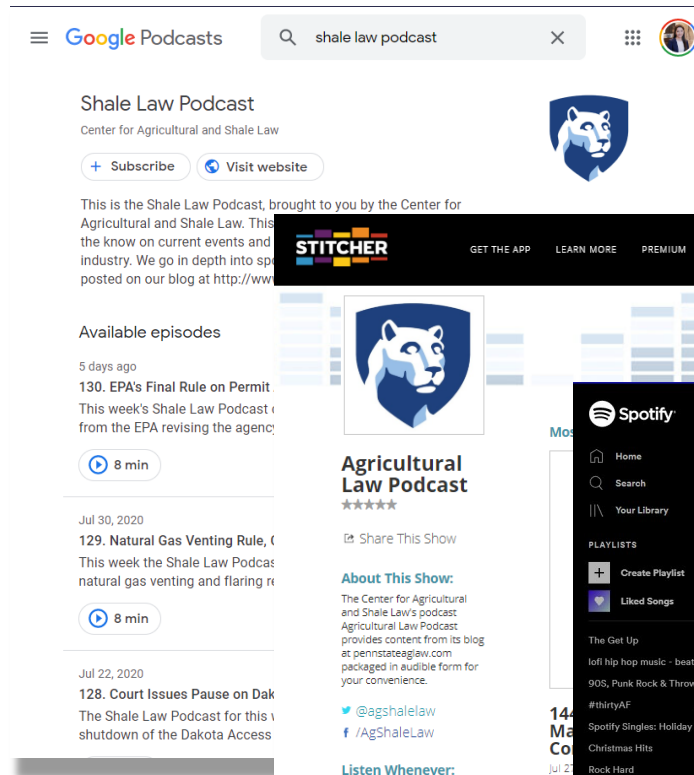 Google Podcasts
shale law podcast
Shale Law Podcast
Center for Agricultural and Shale Law
+ Subscribe
Visit website
This is the Shale Law Podcast, brought to you by the Center for
Agricultural and Shale Law. This
the know on current events and
industry. We go in depth into
posted on our blog at
Available episodes
5 days ago
130. EPA's Final Rule on Permit
This week's Shale Law Podcast
from the EPA revising the
8 min
Jul 30, 2020
129. Natural Gas Venting Rule,
This week the Shale Law
natural gas venting and flaring
8 min
Jul 22, 2020
128. Court Issues Pause on
The Shale Law Podcast for this
shutdown of the Dakota Access
STITCHER
GET THE APP
LEARN MORE
PREMIUM
Agricultural
Law Podcast
Share This Show
About This Show:
The Center for Agricultural
and Shale Law's podcast
Agricultural Law Podcast
provides content from its blog
at pennstateaglaw.com
packaged in audible form for
your convenience.
@agshalelaw
/AgShaleLaw
Listen Whenever:
Jul
Spotify
Home
Search
Your Library
PLAYLISTS
Create Playlist
Liked Songs
The Get Up
lofi hip hop music -
90S, Punk Rock &
#thirtyAF
Spotify Singles: Holiday
Christmas Hits
Rock Hard